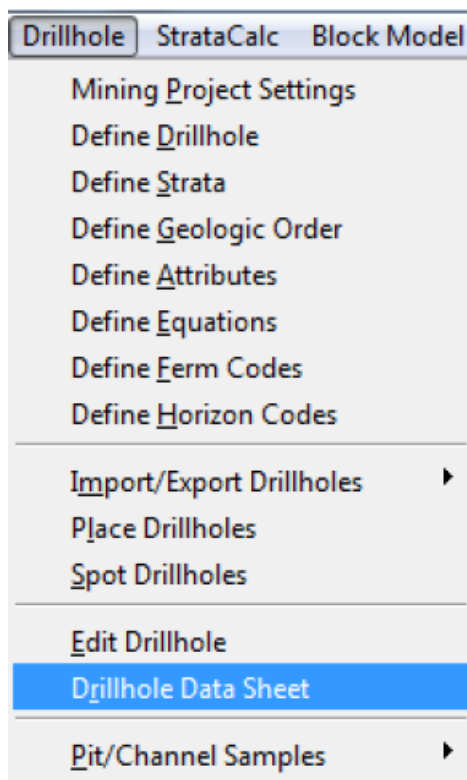 Drillhole StrataCalc Block Model
Mining Project Settings
Define Drillhole
Define Strata
Define Geologic Order
Define Attributes
Define Equations
Define Ferm Codes
Define Horizon Codes
Import/Export Drillholes
Place Drillholes
Spot Drillholes
Edit Drillhole
Drillhole Data Sheet
Pit/Channel Samples